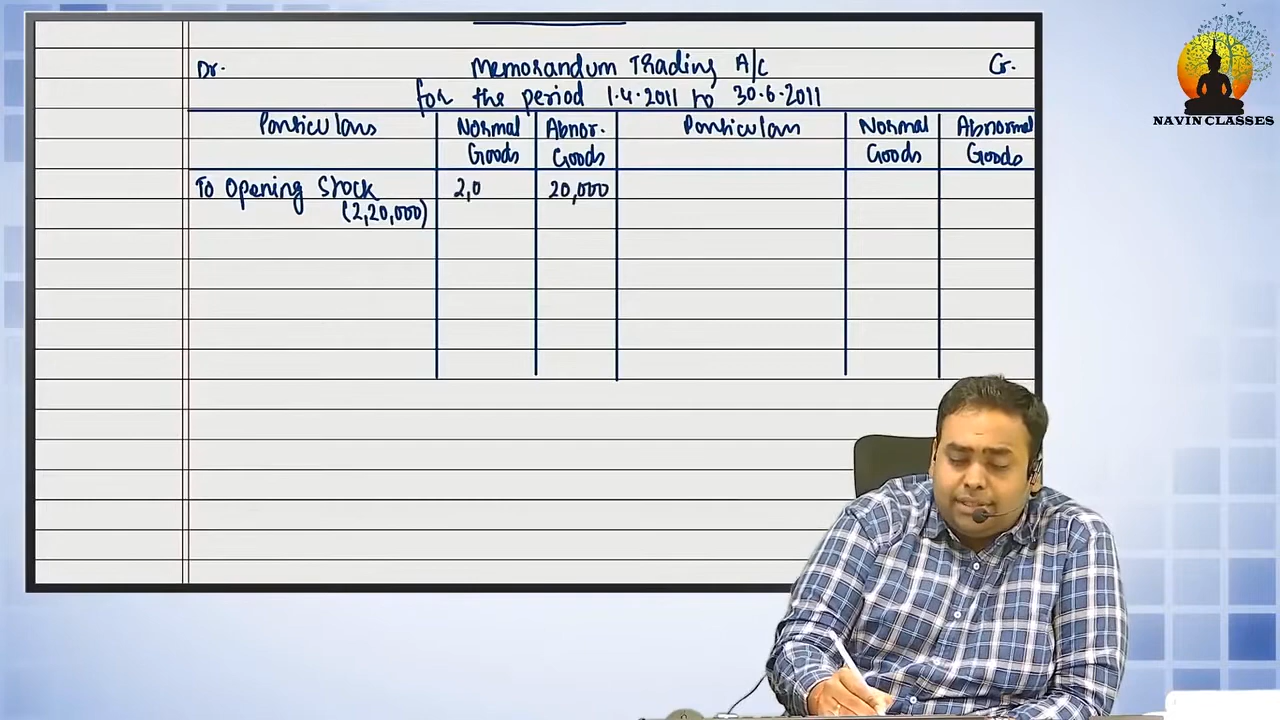 NAVIN CLASSES
Dr. Memorandum Trading A/c Cr.
for the period 1.4.2011 to 30.6.2011
Particulars Normal Goods Abnor. Goods Particulars Normal Goods Abnormal Goods
To Opening Stock 2,0 20,000
(2,20,000)